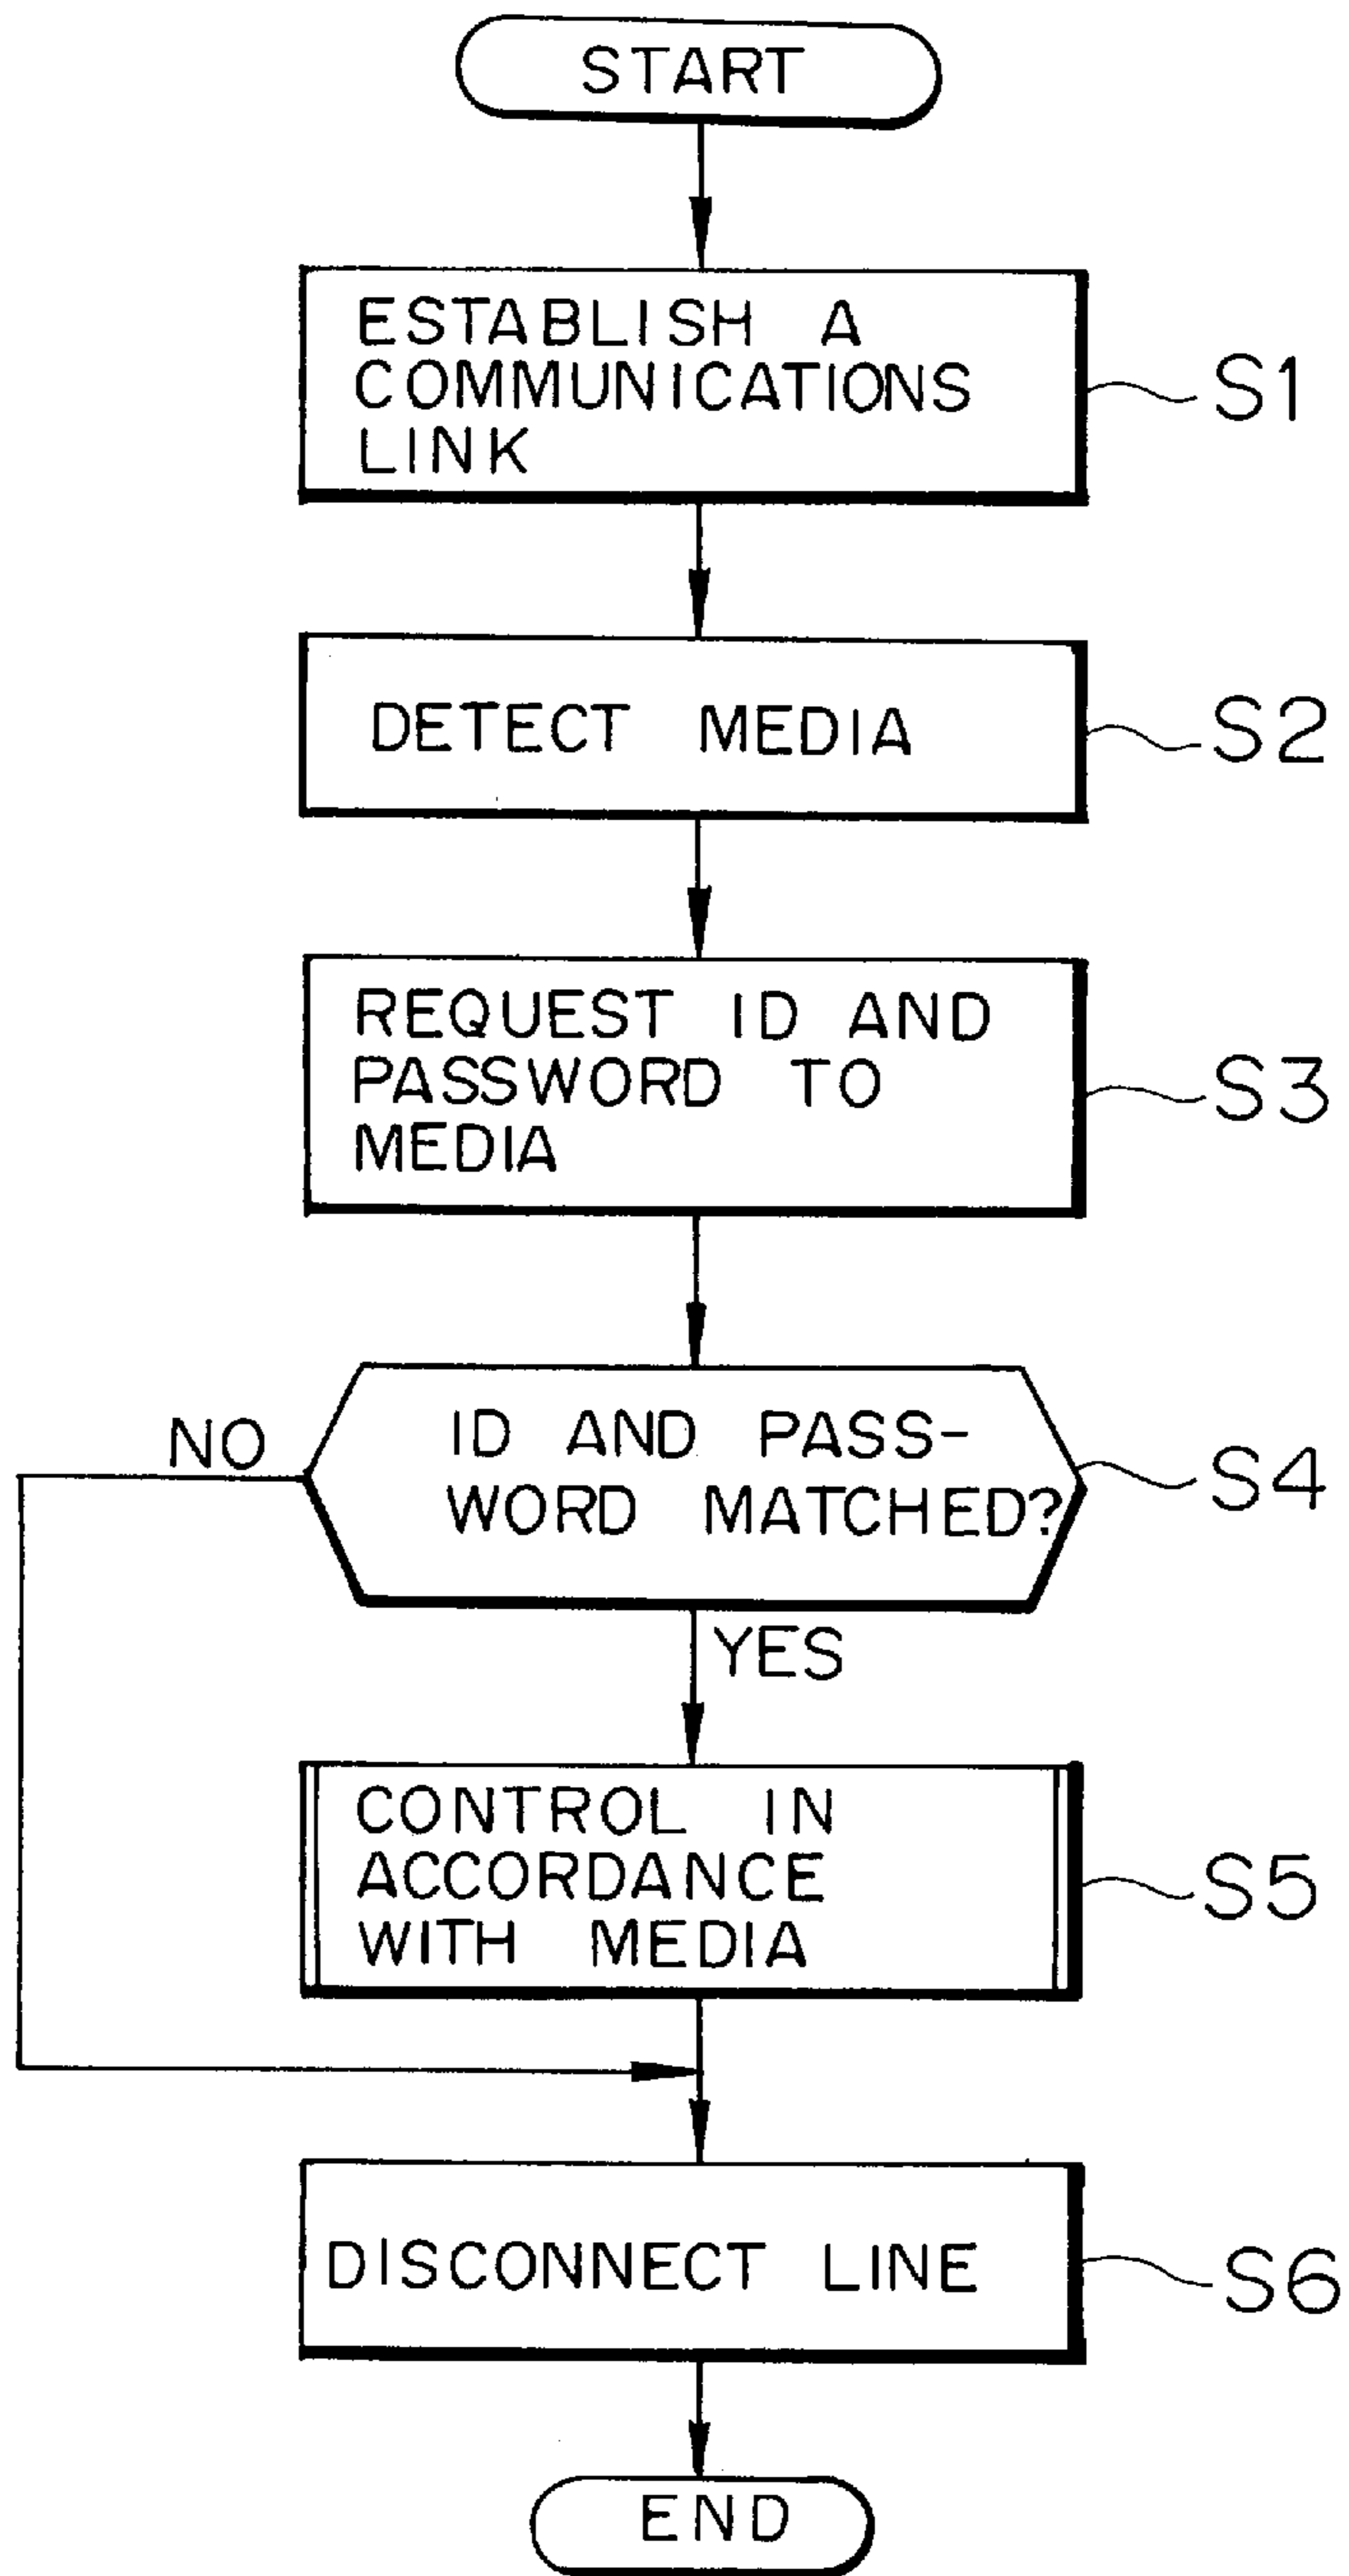 START
ESTABLISH A
COMMUNICATIONS
LINK
S1
DETECT MEDIA
S2
REQUEST ID AND
PASSWORD TO
MEDIA
S3
NO
ID AND PASS-
WORD MATCHED?
S4
YES
CONTROL IN
ACCORDANCE
WITH MEDIA
S5
DISCONNECT LINE
S6
END